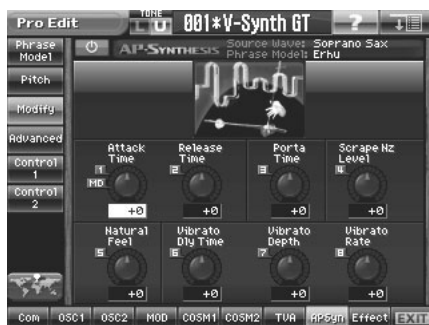 Pro Edit TONE L U 001*V-Synth GT ?
Phrase Model
AP-SYNTHESIS Source Wave: Soprano Sax
Phrase Model: Erhu
Pitch
Modify
Advanced
Control 1
Control 2
Attack Time Release Time Porta Time Scrape Nz Level
1 MD 2 3 4
+0 +0 +0 +0
Natural Feel Vibrato Dly Time Vibrato Depth Vibrato Rate
5 6 7 8
+0 +0 +0 +0
Com OSC1 OSC2 MOD COSM1 COSM2 TVA APSyn Effect EXIT